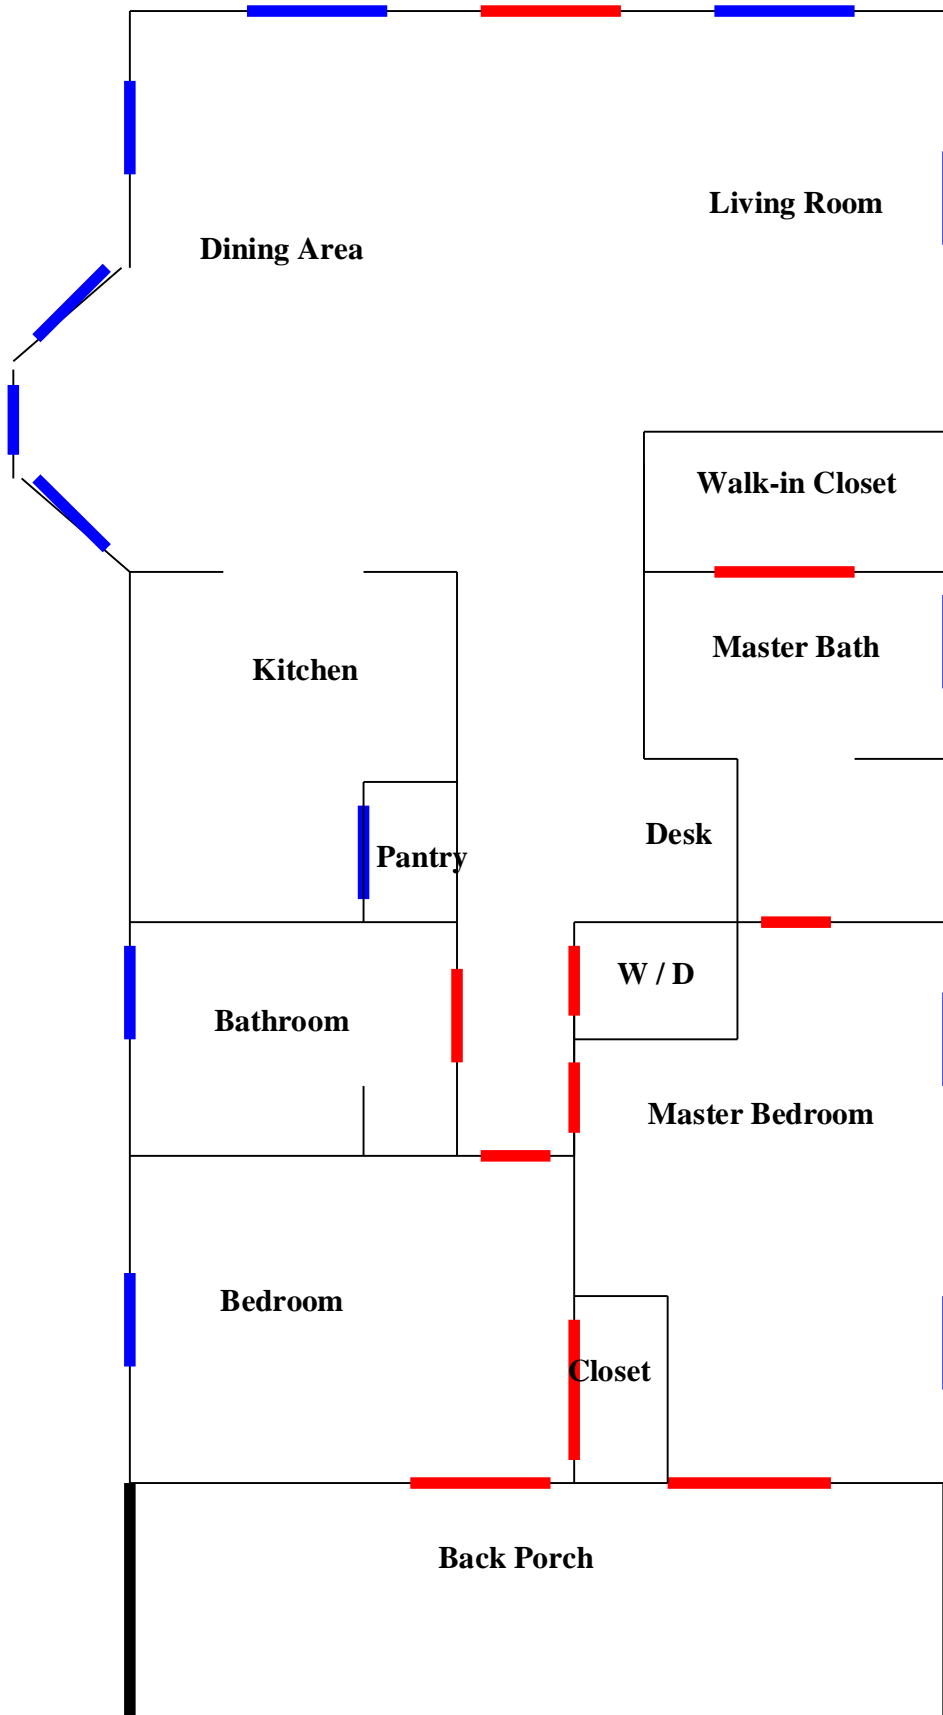 Living Room
Dining Area
Walk-in Closet
Master Bath
Kitchen
Desk
Pantry
W / D
Bathroom
Master Bedroom
Bedroom
Closet
Back Porch